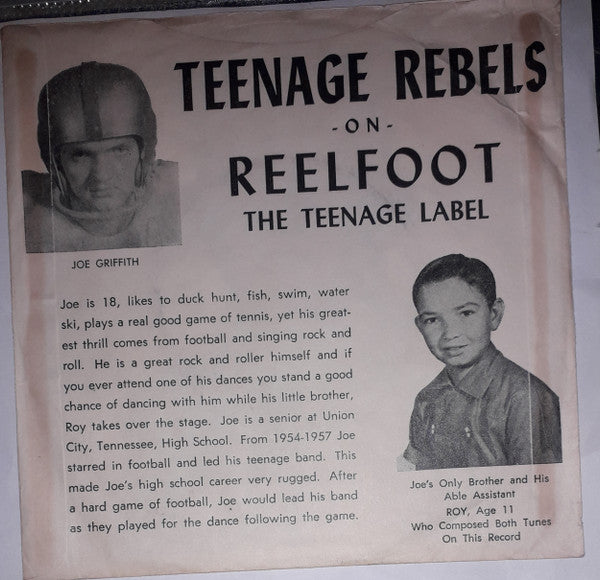 TEENAGE REBELS
- ON -
REELFOOT
THE TEENAGE LABEL
JOE GRIFFITH
Joe is 18, likes to duck hunt, fish, swim, water
ski, plays a real good game of tennis, yet his great-
est thrill comes from football and singing rock and
roll. He is a great rock and roller himself and if
you ever attend one of his dances you stand a good
chance of dancing with him while his little brother,
Roy takes over the stage. Joe is a senior at Union
City, Tennessee, High School. From 1954-1957 Joe
starred in football and led his teenage band. This
made Joe's high school career very rugged. After
a hard game of football, Joe would lead his band
as they played for the dance following the game.
Joe's Only Brother and His
Able Assistant
ROY, Age 11
Who Composed Both Tunes
On This Record